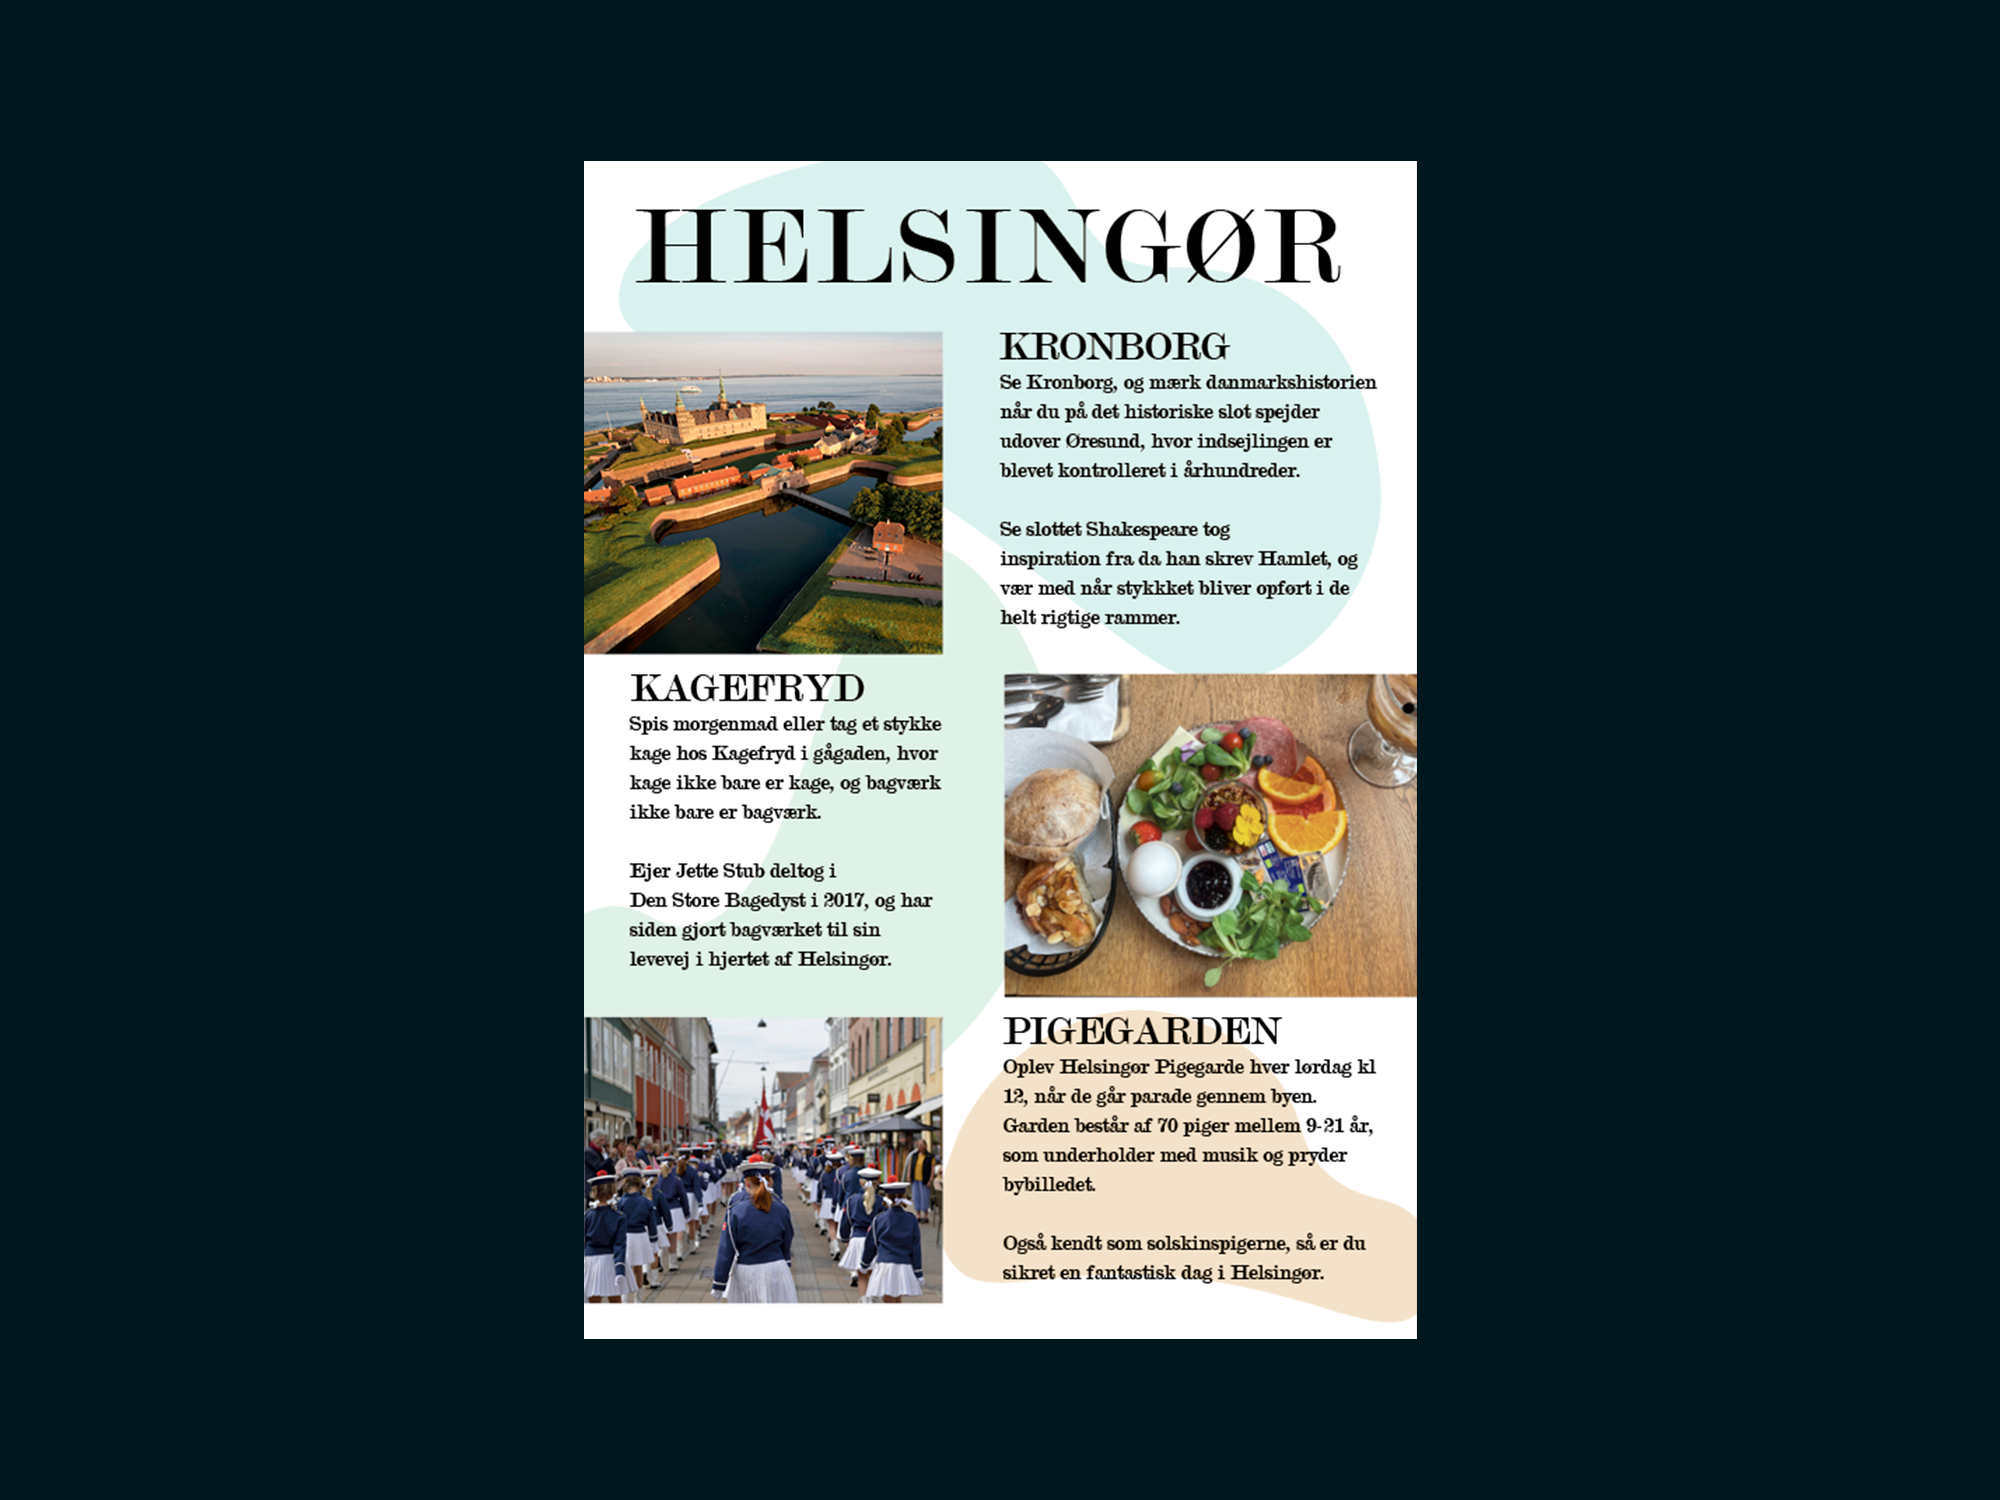 HELSINGØR
KRONBORG
Se Kronborg, og mærk danmarkshistorien
når du på det historiske slot spejder
udover Øresund, hvor indsejlingen er
blevet kontrolleret i århundreder.
Se slottet Shakespeare tog
inspiration fra da han skrev Hamlet, og
vær med når stykkket bliver opført i de
helt rigtige rammer.
KAGEFRYD
Spis morgenmad eller tag et stykke
kage hos Kagefryd i gågaden, hvor
kage ikke bare er kage, og bagværk
ikke bare er bagværk.
Ejer Jette Stub deltog i
Den Store Bagedyst i 2017, og har
siden gjort bagværket til sin
levevej i hjertet af Helsingør.
PIGEGARDEN
Oplev Helsingør Pigegarde hver lørdag kl
12, når de går parade gennem byen.
Garden består af 70 piger mellem 9-21 år,
som underholder med musik og pryder
bybilledet.
Også kendt som solskinspigerne, så er du
sikret en fantastisk dag i Helsingør.